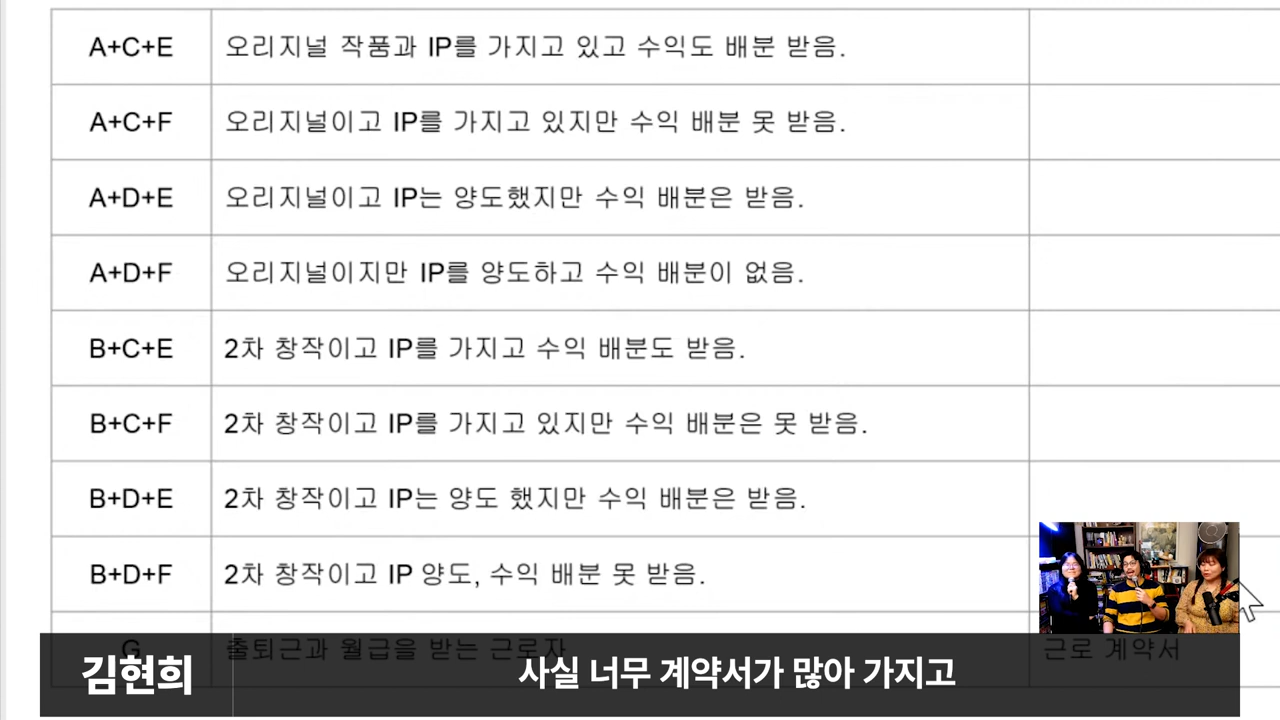 A+C+E 오리지널 작품과 IP를 가지고 있고 수익도 배분 받음.
A+C+F 오리지널이고 IP를 가지고 있지만 수익 배분 못 받음.
A+D+E 오리지널이고 IP는 양도했지만 수익 배분은 받음.
A+D+F 오리지널이지만 IP를 양도하고 수익 배분이 없음.
B+C+E 2차 창작이고 IP를 가지고 수익 배분도 받음.
B+C+F 2차 창작이고 IP를 가지고 있지만 수익 배분은 못 받음.
B+D+E 2차 창작이고 IP는 양도 했지만 수익 배분은 받음.
B+D+F 2차 창작이고 IP 양도, 수익 배분 못 받음.
G 출퇴근과 월급을 받는 근로자 근로 계약서
김현희 사실 너무 계약서가 많아 가지고